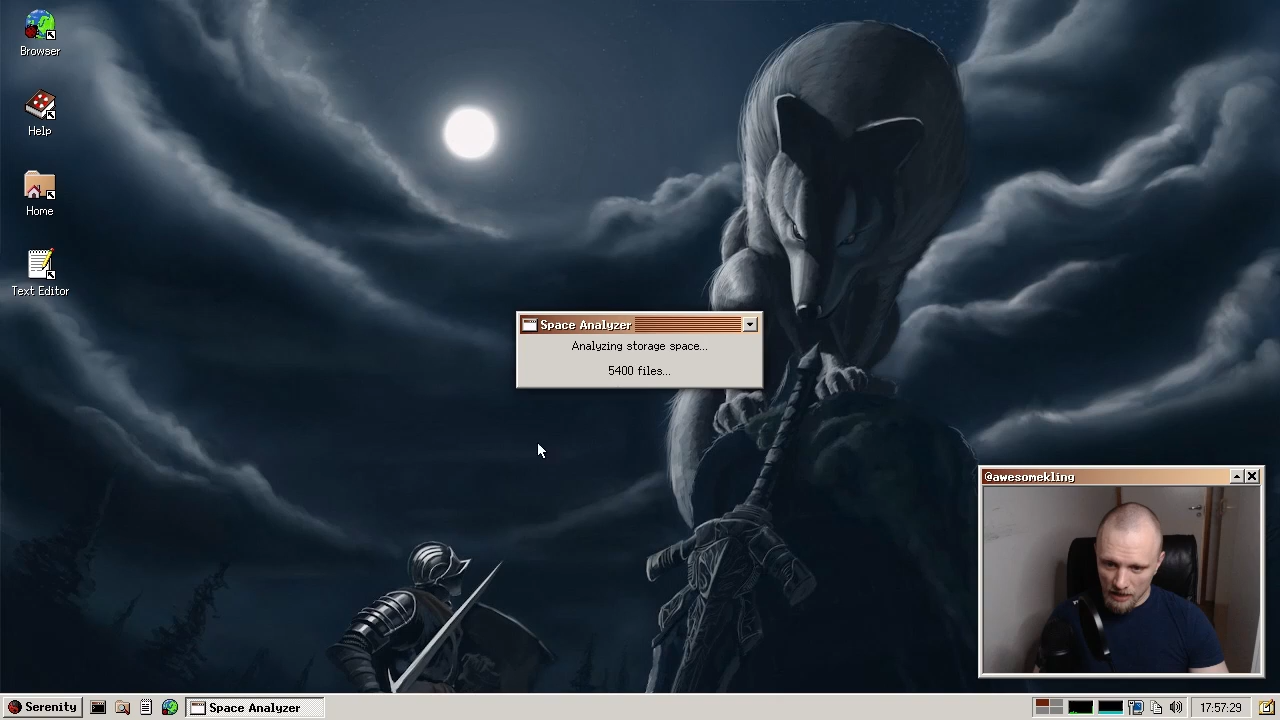 Browser
Help
Home
Text Editor
Space Analyzer
Analyzing storage space...
5400 files...
@awesomekling
Serenity
Space Analyzer
17:57:29